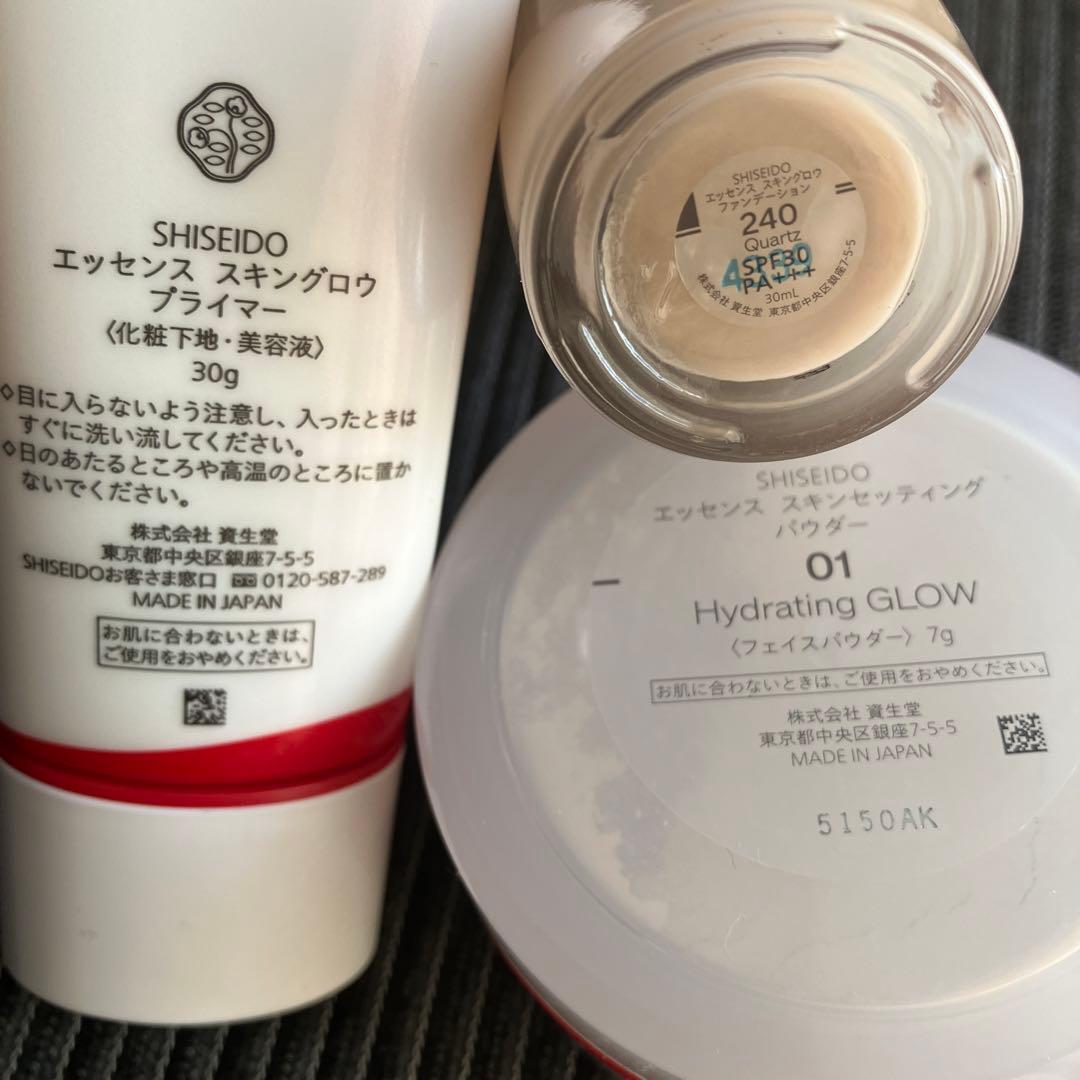 SHISEIDO
エッセンス スキングロウ
プライマー
〈化粧下地・美容液〉
30g
◇目に入らないよう注意し、入ったときは
すぐに洗い流してください。
◇日のあたるところや高温のところに置か
ないでください。
株式会社 資生堂
東京都中央区銀座7-5-5
SHISEIDOお客さま窓口 0120-587-289
MADE IN JAPAN
お肌に合わないときは、
ご使用をおやめください。
SHISEIDO
エッセンス スキングロウ
ファンデーション
240
Quartz
SPF30
PA+++
30mL
株式会社 資生堂 東京都中央区銀座7-5-5
SHISEIDO
エッセンス スキンセッティング
パウダー
01
Hydrating GLOW
〈フェイスパウダー〉 7g
お肌に合わないときは、ご使用をおやめください。
株式会社 資生堂
東京都中央区銀座7-5-5
MADE IN JAPAN
5150AK